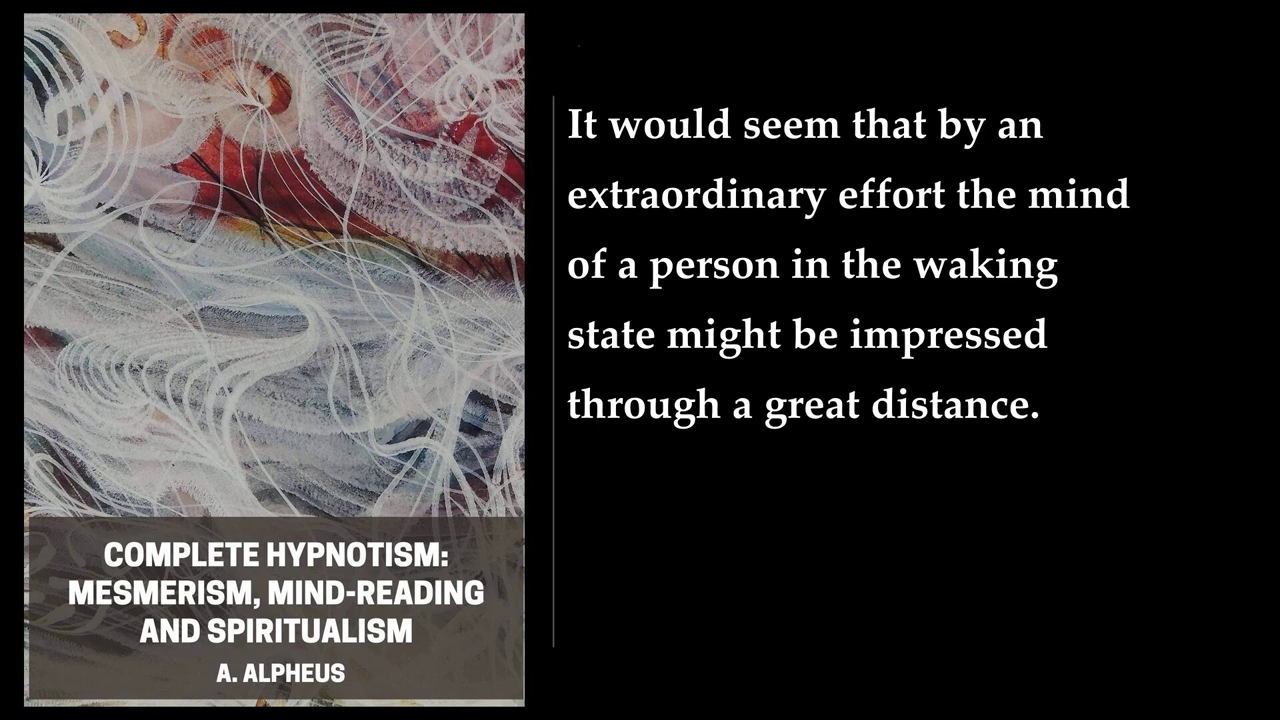 COMPLETE HYPNOTISM:
MESMERISM, MIND-READING
AND SPIRITUALISM
A. ALPHEUS
It would seem that by an
extraordinary effort the mind
of a person in the waking
state might be impressed
through a great distance.